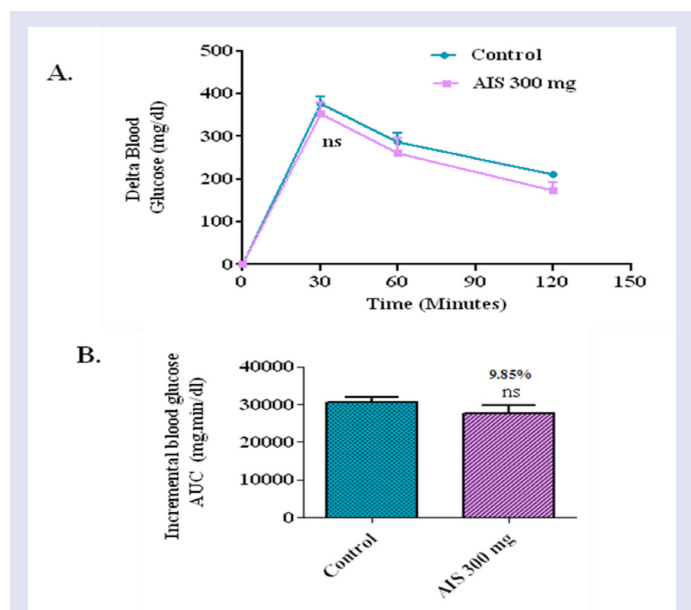 A.
500
400
300
200
100
0
Delta Blood
Glucose (mg/dl)
Control
AIS 300 mg
ns
0 30 60 90 120 150
Time (Minutes)
B.
Incremental blood glucose
AUC (mg.min/dl)
40000
30000
20000
10000
0
9.85%
ns
Control
AIS 300 mg